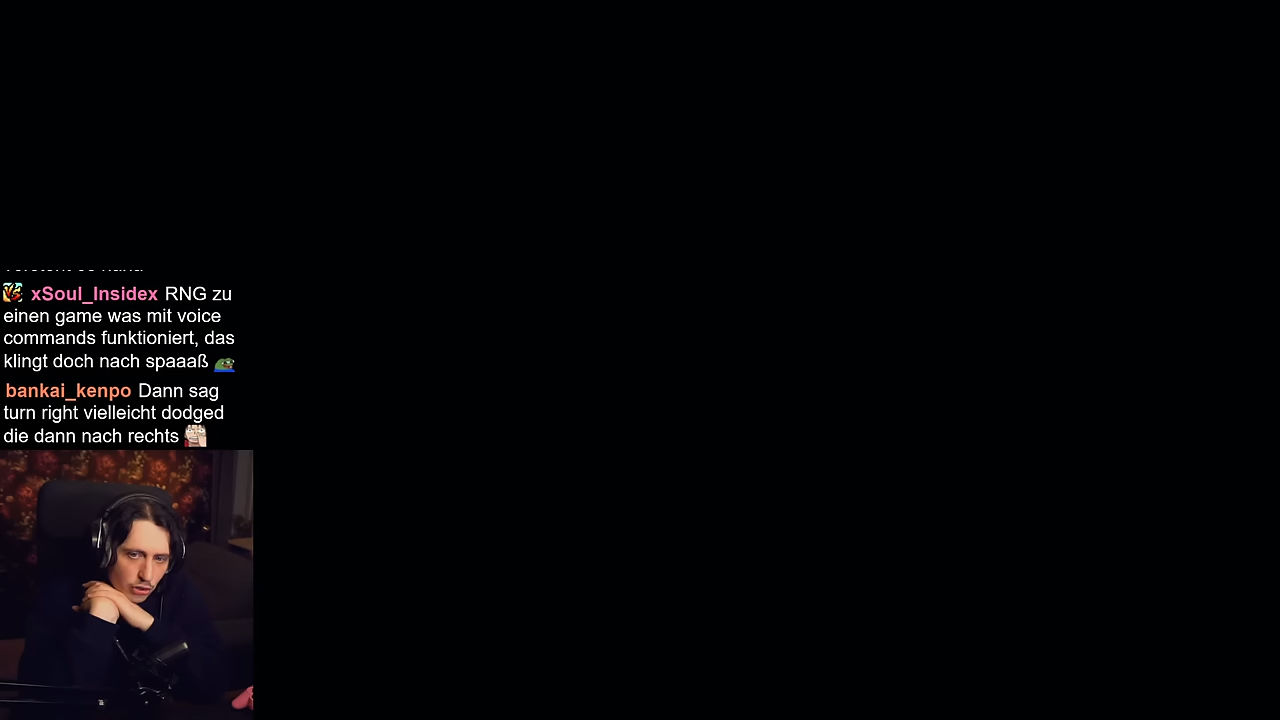 xSoul_Insidex RNG zu
einen game was mit voice
commands funktioniert, das
klingt doch nach spaaaß
bankai_kenpo Dann sag
turn right vielleicht dodged
die dann nach rechts